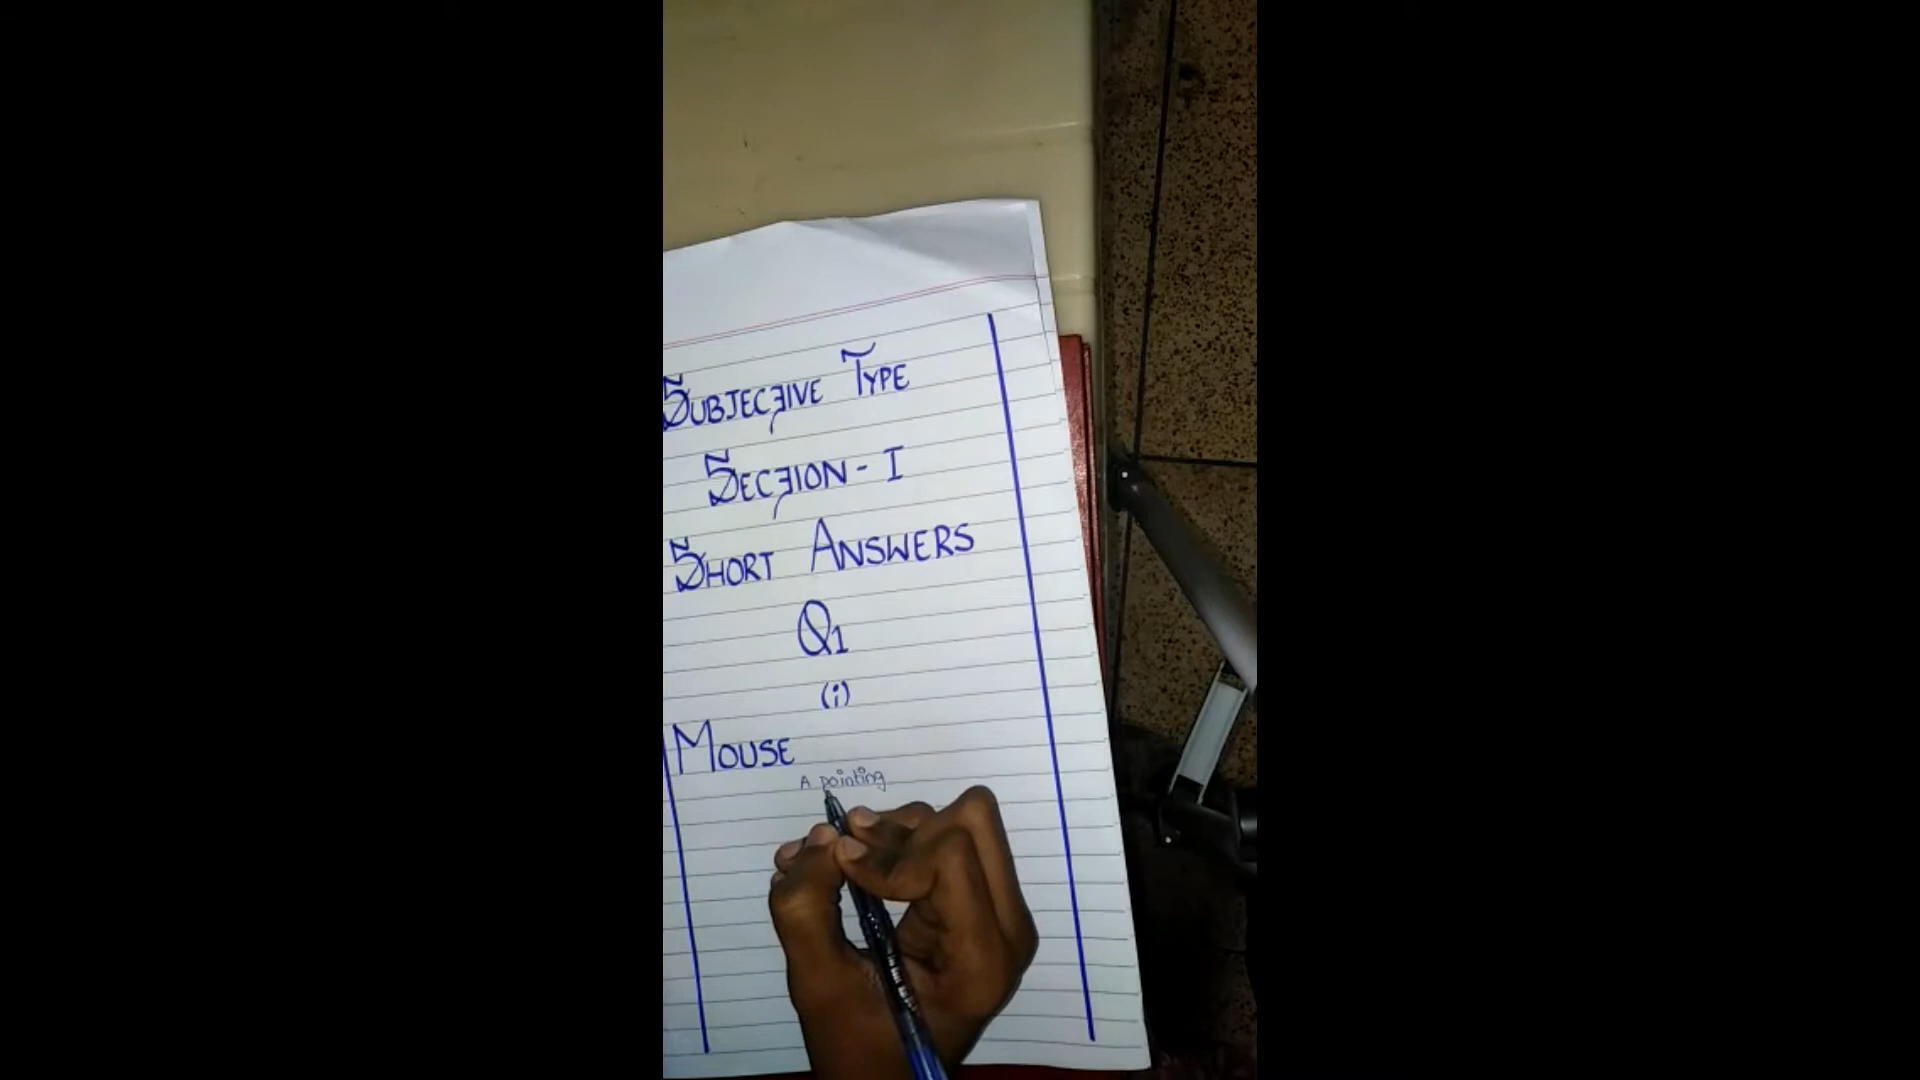 SUBJECTIVE TYPE
SECTION - I
SHORT ANSWERS
Q1
(i)
MOUSE
A pointing